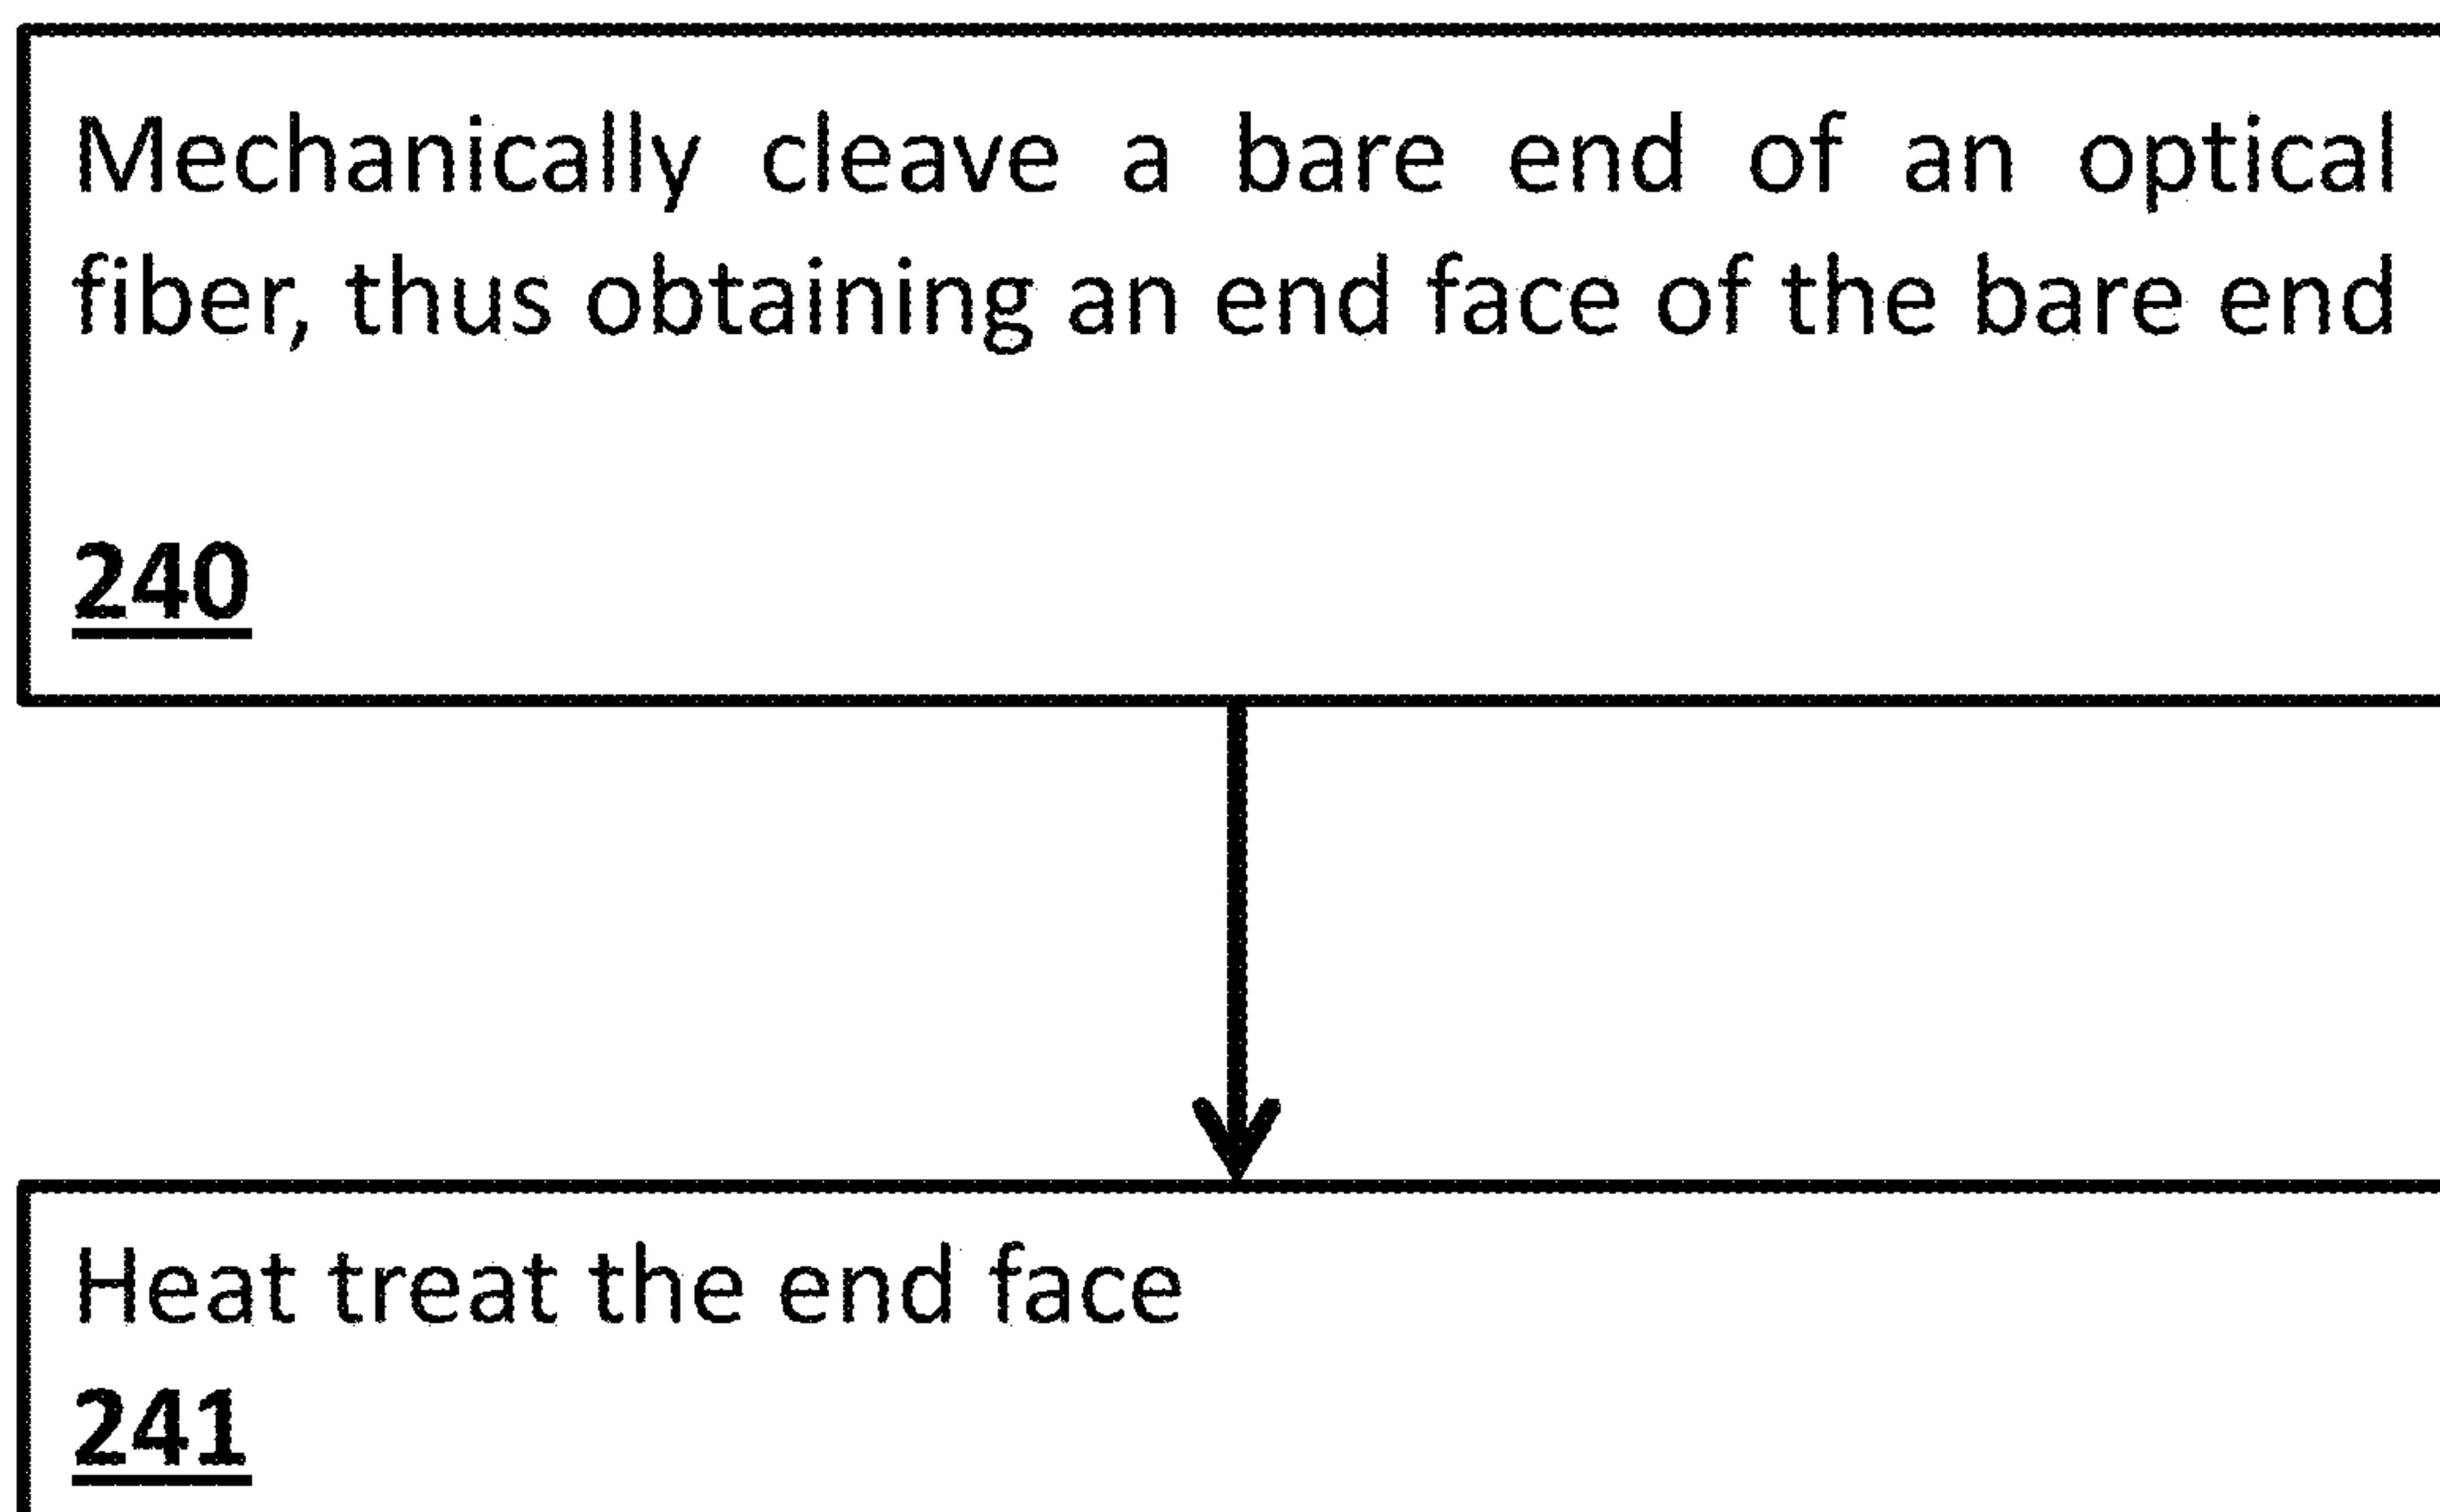 Mechanically cleave a bare end of an optical
fiber, thus obtaining an end face of the bare end
240
Heat treat the end face
241